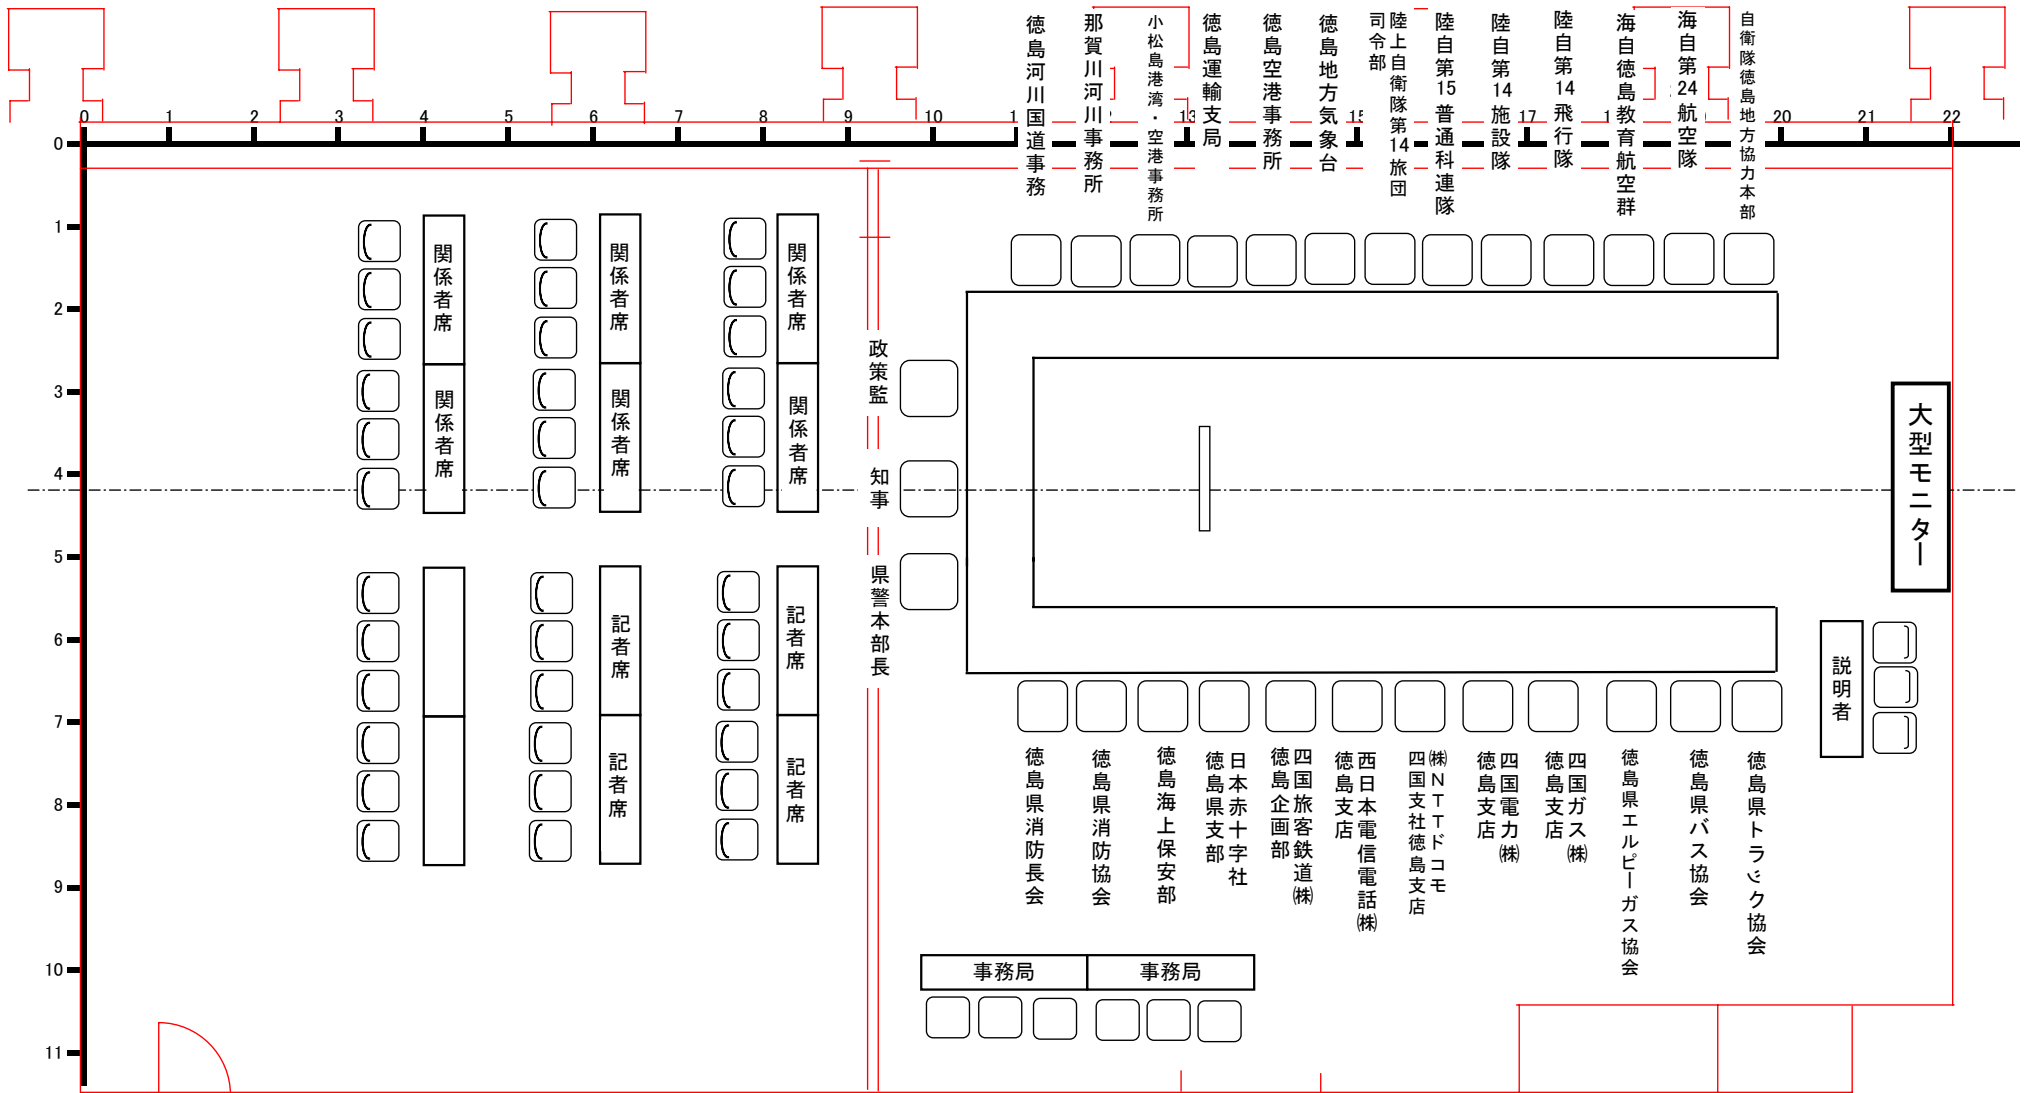 徳島河川国道事務
那賀川河川事務所
小松島港湾・空港事務所
徳島運輸支局
徳島空港事務所
徳島地方気象台
陸上自衛隊第14旅団
司令部
陸自第15普通科連隊
陸自第14施設隊
陸自第14飛行隊
海自徳島教育航空群
海自第24航空隊
自衛隊徳島地方協力本部
0 1 2 3 4 5 6 7 8 9 10 13 15 17 20 21 22
0
1
2
3
4
5
6
7
8
9
10
11
関係者席
関係者席
関係者席
関係者席
関係者席
関係者席
記者席
記者席
記者席
記者席
政策監
知事
県警本部長
大型モニター
説明者
徳島県消防長会
徳島県消防協会
徳島海上保安部
日本赤十字社
徳島県支部
四国旅客鉄道㈱
徳島企画部
西日本電信電話㈱
徳島支店
㈱NTTドコモ
四国支社徳島支店
四国電力㈱
徳島支店
四国ガス㈱
徳島支店
徳島県エルピーガス協会
徳島県バス協会
徳島県トラック協会
事務局
事務局